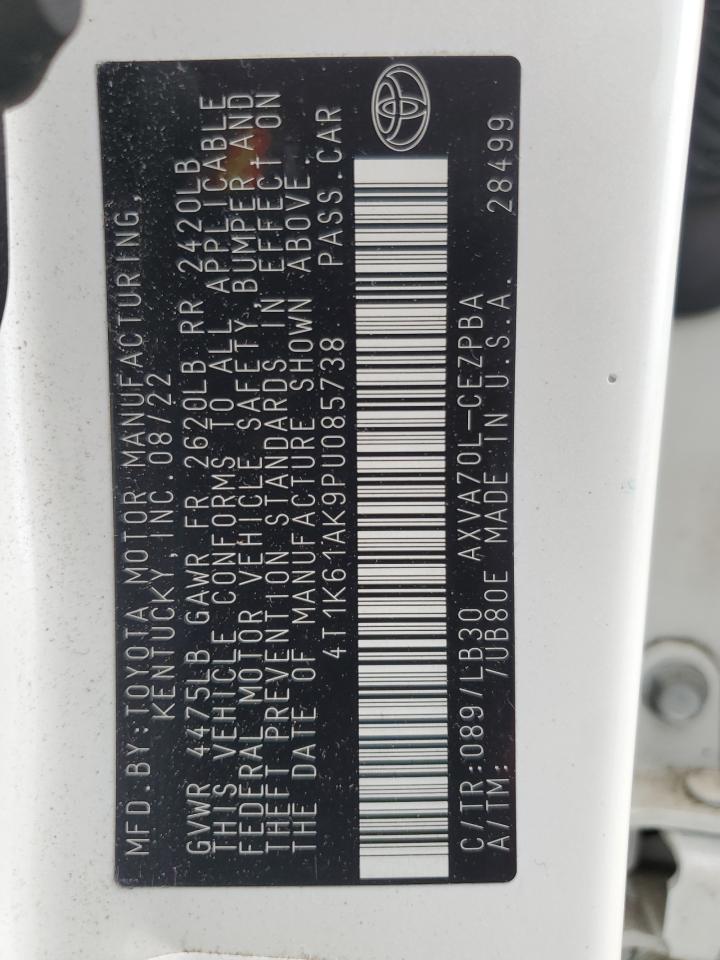 MFD.BY:TOYOTA MOTOR MANUFACTURING,
KENTUCKY,INC.08/22
GVWR 4475LB GAWR FR 2620LB RR 2420LB
THIS VEHICLE CONFORMS TO ALL APPLICABLE
FEDERAL MOTOR VEHICLE SAFETY, BUMPER AND
THEFT PREVENTION STANDARDS IN EFFECT ON
THE DATE OF MANUFACTURE SHOWN ABOVE.
4T1K61AK9PU085738 PASS.CAR
C/TR:089/LB30 AXVA70L-CEZPBA
A/TM: /UB80E MADE IN U.S.A. 28499